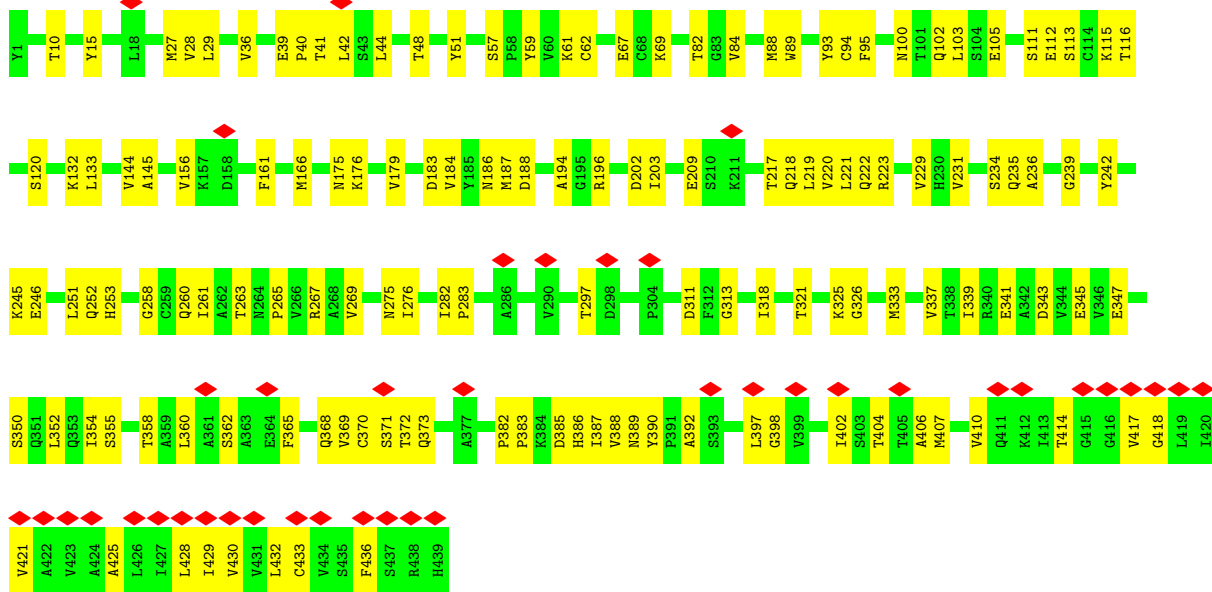 Y1 T10 Y15 L18 M27 V28 L29 V36 E39 P40 T41 L42 S43 L44 T48 Y51 S57 P58 Y59 V60 K61 C62 E67 C68 K69 T82 G83 V84 M88 W89 Y93 C94 F95 N100 T101 Q102 L103 S104 E105 S111 E112 S113 C114 K115 T116
S120 K132 L133 V144 A145 V156 K157 D158 F161 M166 N175 K176 V179 D183 V184 Y185 N186 M187 D188 A194 G195 R196 D202 I203 E209 S210 K211 T217 Q218 L219 V220 L221 Q222 R223 V229 H230 V231 S234 Q235 A236 G239 Y242
K245 E246 L251 Q252 H253 G258 C259 Q260 I261 A262 T263 N264 P265 V266 R267 A268 V269 N275 I276 I282 P283 A286 V290 T297 D298 P304 D311 F312 G313 I318 T321 K325 G326 M333 V337 T338 I339 R340 E341 A342 D343 V344 E345 V346 E347
S350 Q351 L352 Q353 I354 S355 T358 A359 L360 A361 S362 A363 E364 F365 Q368 V369 C370 S371 T372 Q373 A377 P382 P383 K384 D385 H386 I387 V388 N389 Y390 P391 A392 S393 L397 G398 V399 I402 S403 T404 T405 A406 M407 V410 Q411 K412 I413 T414 G415 G416 V417 G418 L419 I420
V421 A422 V423 A424 A425 L426 I427 L428 I429 V430 V431 L432 C433 V434 S435 F436 S437 R438 H439